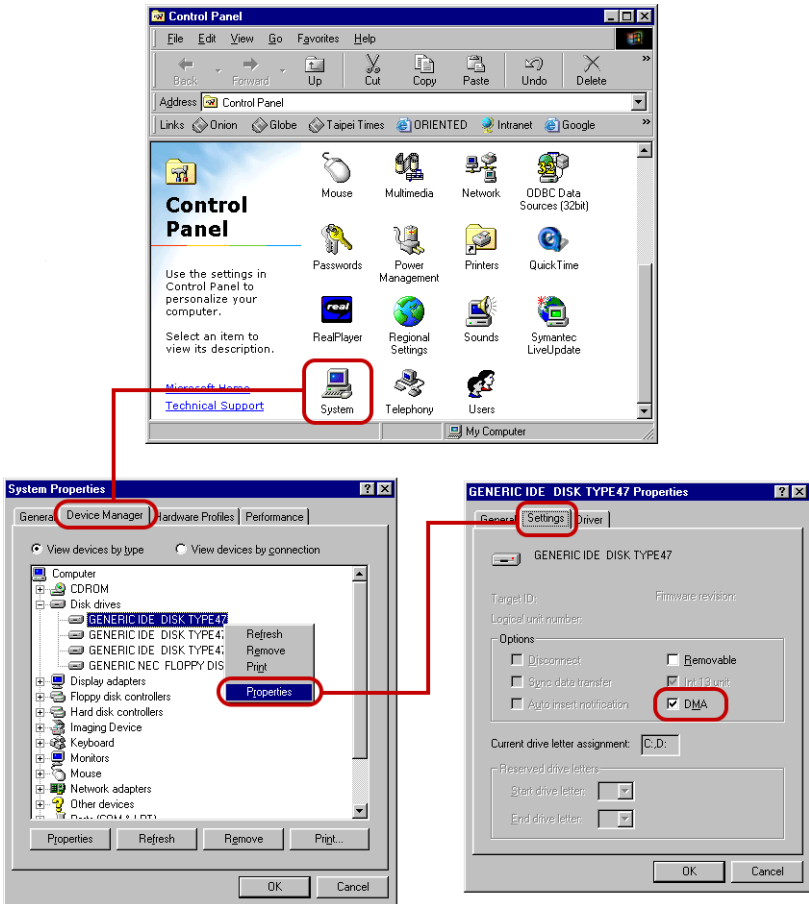 Control Panel
File Edit View Go Favorites Help
Back Forward Up Cut Copy Paste Undo Delete »
Address Control Panel
Links Onion Globe Taipei Times ORIENTED Intranet Google »
Control
Panel
Use the settings in
Control Panel to
personalize your
computer.
Select an item to
view its description.
Microsoft Home
Technical Support
Mouse
Multimedia
Network
ODBC Data
Sources (32bit)
Passwords
Power
Management
Printers
QuickTime
real
RealPlayer
Regional
Settings
Sounds
Symantec
LiveUpdate
System
Telephony
Users
My Computer
System Properties
General Device Manager Hardware Profiles Performance
View devices by type View devices by connection
Computer
CDROM
Disk drives
GENERIC IDE DISK TYPE47
GENERIC IDE DISK TYPE47
GENERIC IDE DISK TYPE47
GENERIC NEC FLOPPY DIS
Display adapters
Floppy disk controllers
Hard disk controllers
Imaging Device
Keyboard
Monitors
Mouse
Network adapters
Other devices
Ports (COM & LPT)
Refresh
Remove
Print
Properties
Properties Refresh Remove Print...
OK Cancel
GENERIC IDE DISK TYPE47 Properties
General Settings Driver
GENERIC IDE DISK TYPE47
Target ID: Firmware revision:
Logical unit number:
Options
Disconnect Removable
Sync data transfer Int 13 unit
Auto insert notification DMA
Current drive letter assignment: C:,D:
Reserved drive letters
Start drive letter:
End drive letter:
OK Cancel